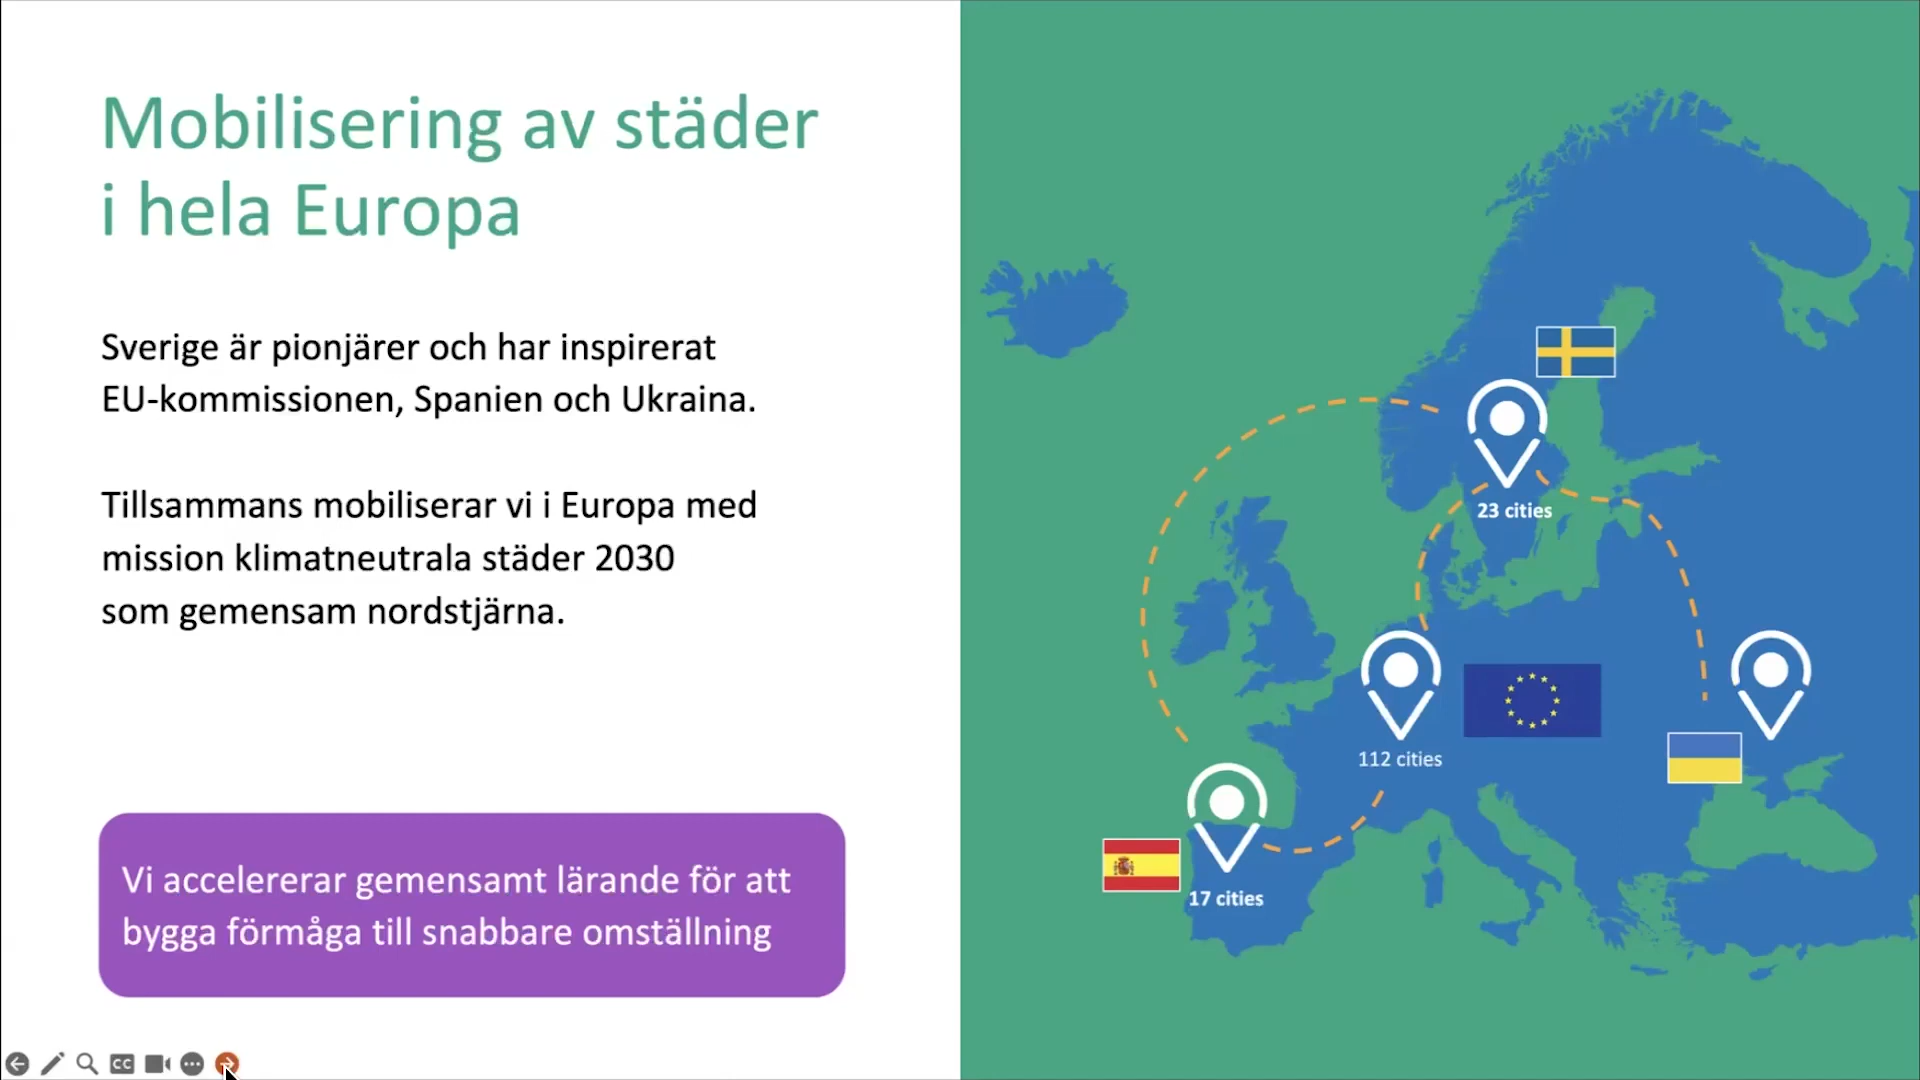 Mobilisering av städer
i hela Europa
Sverige är pionjärer och har inspirerat
EU-kommissionen, Spanien och Ukraina.
Tillsammans mobiliserar vi i Europa med
mission klimatneutrala städer 2030
som gemensam nordstjärna.
Vi accelererar gemensamt lärande för att
bygga förmåga till snabbare omställning
23 cities
112 cities
17 cities
CC